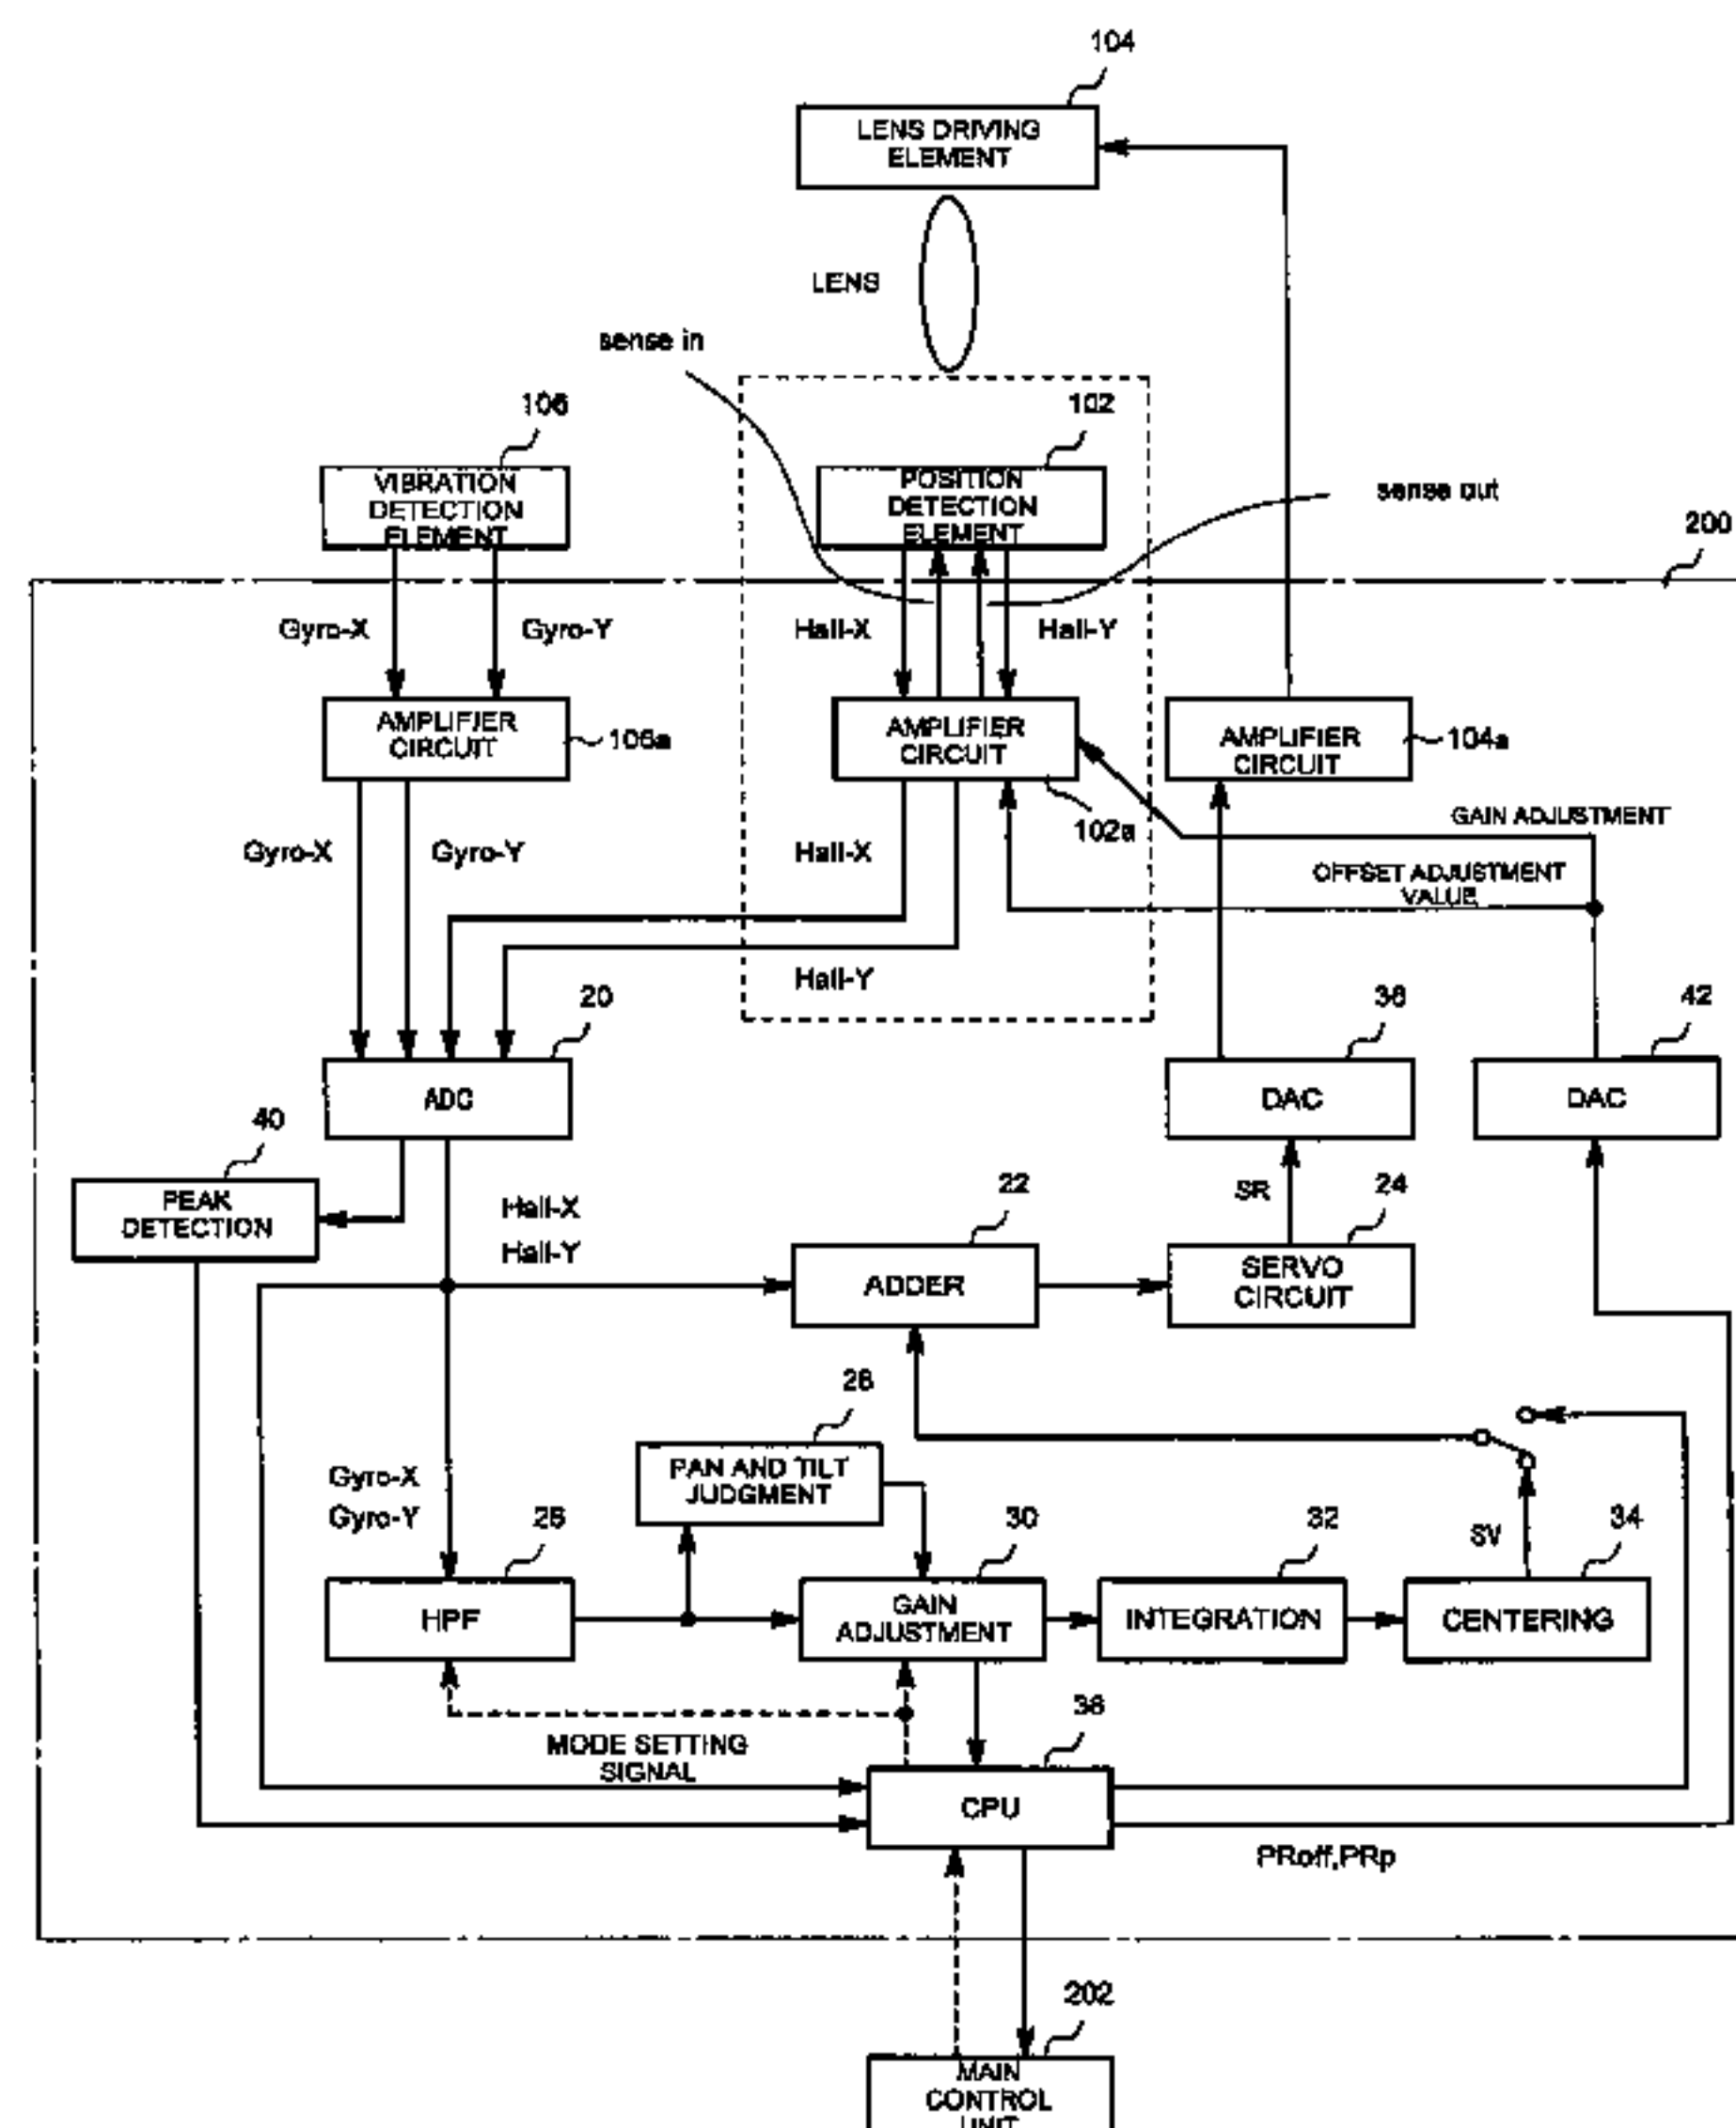 104
LENS DRIVING
ELEMENT
LENS
sense in
106
102
VIBRATION
DETECTION
ELEMENT
POSITION
DETECTION
ELEMENT
sense out
200
Gyro-X
Gyro-Y
Hall-X
Hall-Y
AMPLIFIER
CIRCUIT
106a
AMPLIFIER
CIRCUIT
AMPLIFIER
CIRCUIT
104a
102a
GAIN ADJUSTMENT
Gyro-X
Gyro-Y
Hall-X
OFFSET ADJUSTMENT
VALUE
Hall-Y
20
36
42
ADC
DAC
DAC
40
PEAK
DETECTION
Hall-X
Hall-Y
22
SR
24
ADDER
SERVO
CIRCUIT
28
PAN AND TILT
JUDGMENT
Gyro-X
Gyro-Y
26
30
32
SV
34
HPF
GAIN
ADJUSTMENT
INTEGRATION
CENTERING
MODE SETTING
SIGNAL
38
CPU
PRoff,PRp
202
MAIN
CONTROL
UNIT